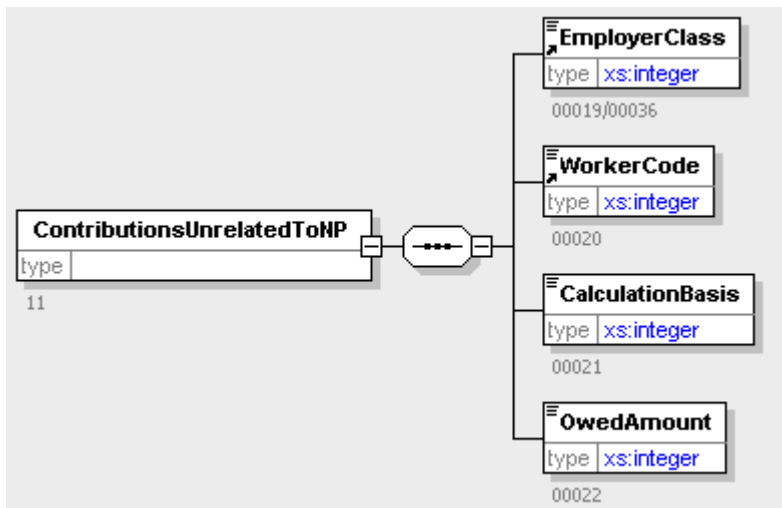 EmployerClass
type xs:integer
00019/00036
WorkerCode
type xs:integer
00020
ContributionsUnrelatedToNP
type
11
CalculationBasis
type xs:integer
00021
OwedAmount
type xs:integer
00022